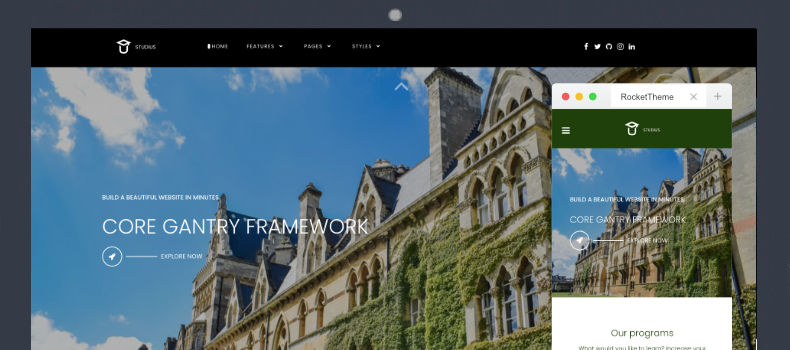 STUDIUS
HOME
FEATURES
PAGES
STYLES
BUILD A BEAUTIFUL WEBSITE IN MINUTES
CORE GANTRY FRAMEWORK
EXPLORE NOW
RocketTheme
STUDIUS
BUILD A BEAUTIFUL WEBSITE IN MINUTES
CORE GANTRY FRAMEWORK
EXPLORE NOW
Our programs
What would you like to learn? Increase your